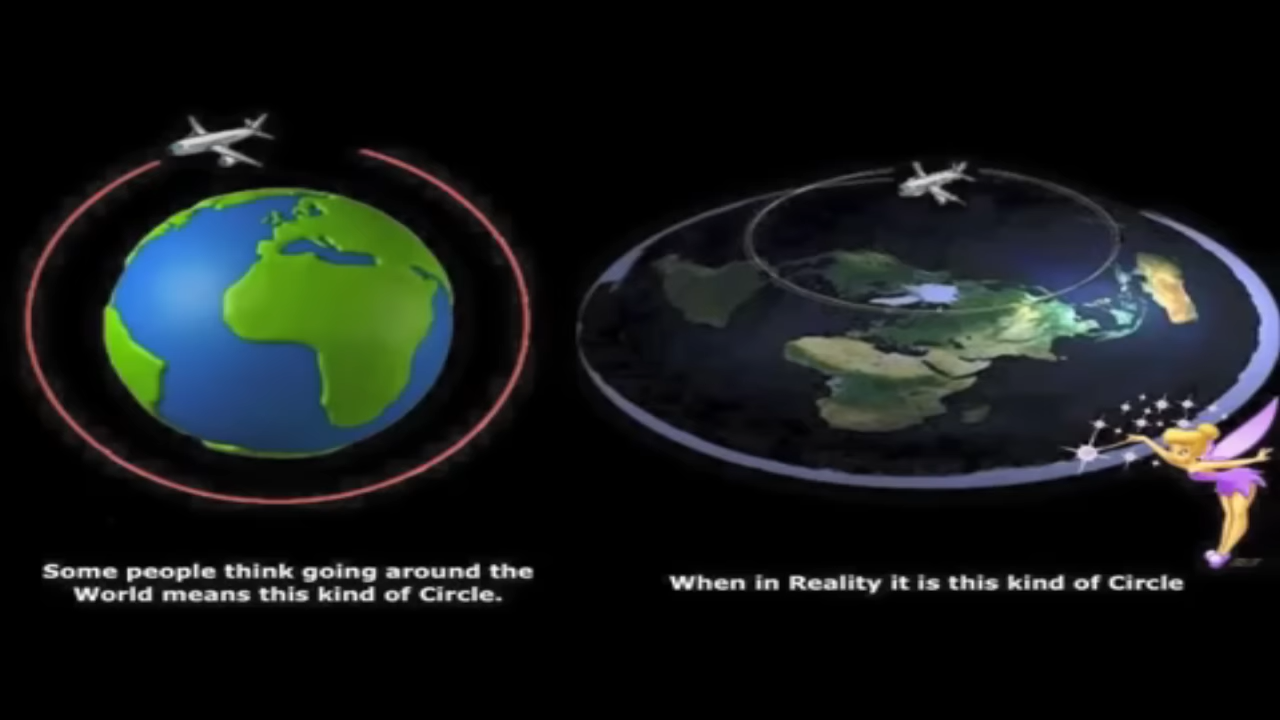 Some people think going around the
World means this kind of Circle.
When in Reality it is this kind of Circle